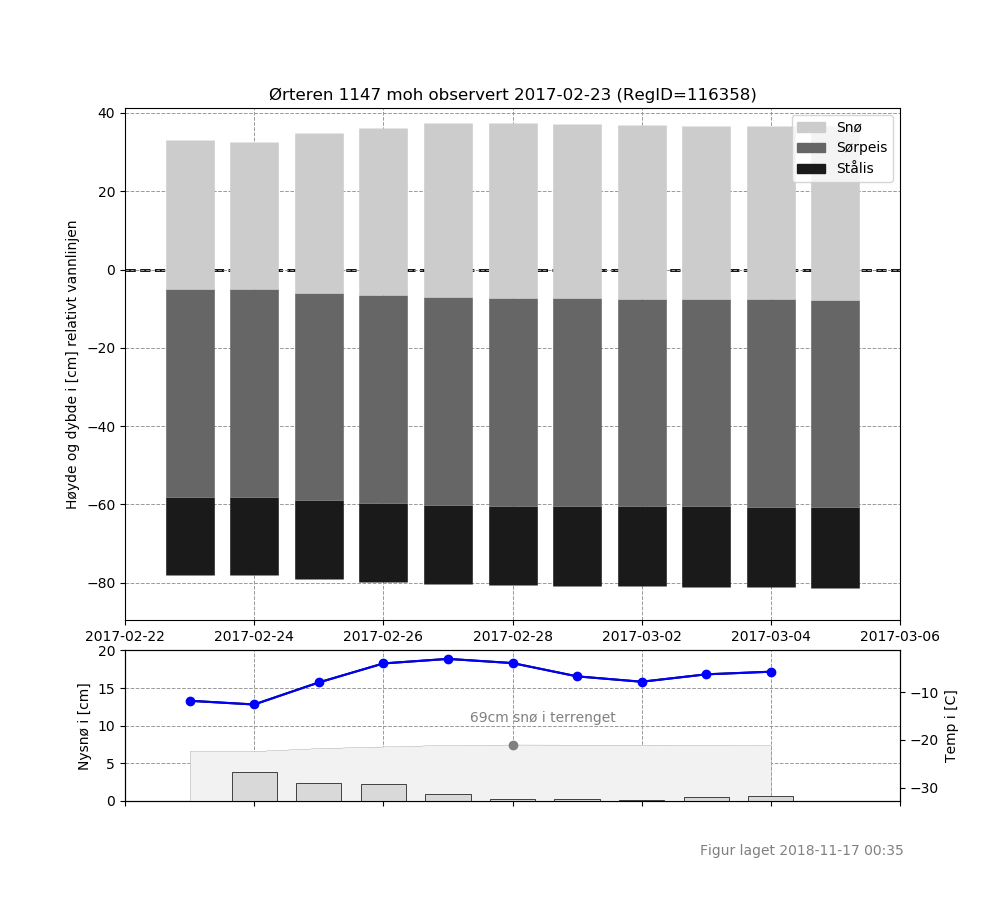 Ørteren 1147 moh observert 2017-02-23 (RegID=116358)
Høyde og dybde i [cm] relativt vannlinjen
40
20
0
−20
−40
−60
−80
Snø
Sørpeis
Stålis
2017-02-22 2017-02-24 2017-02-26 2017-02-28 2017-03-02 2017-03-04 2017-03-06
Nysnø i [cm]
20
15
10
5
0
69cm snø i terrenget
−10
−20
−30
Temp i [C]
Figur laget 2018-11-17 00:35